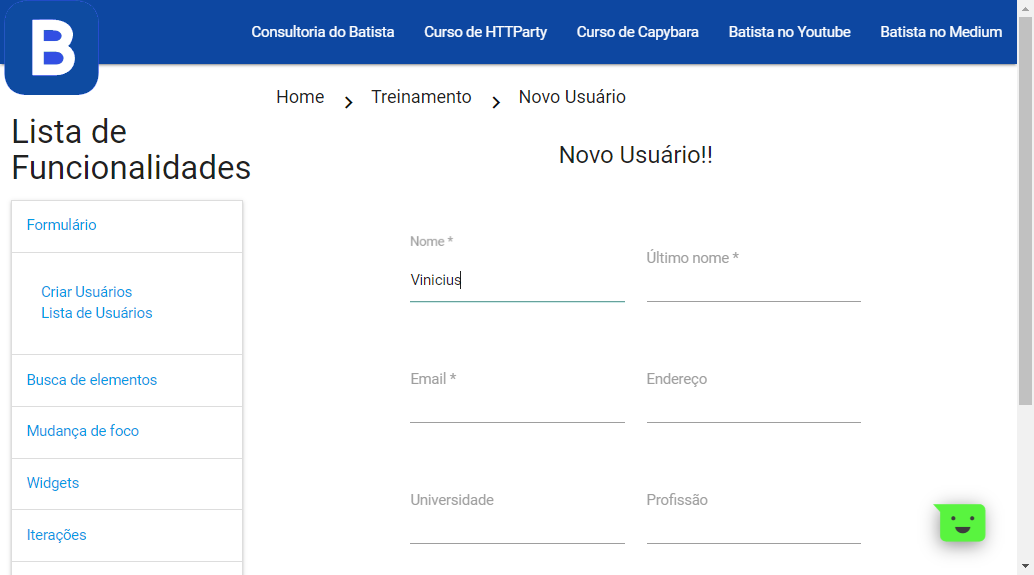 B
Consultoria do Batista Curso de HTTParty Curso de Capybara Batista no Youtube Batista no Medium
Home > Treinamento > Novo Usuário
Lista de
Funcionalidades
Formulário
Criar Usuários
Lista de Usuários
Busca de elementos
Mudança de foco
Widgets
Iterações
Novo Usuário!!
Nome *
Vinicius
Último nome *
Email *
Endereço
Universidade
Profissão